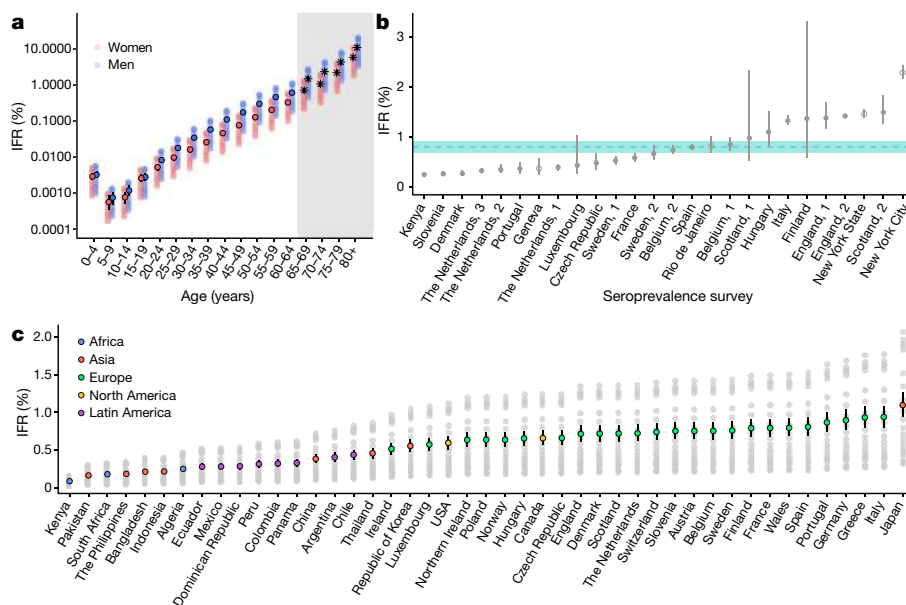 a
IFR (%)
10.0000
1.0000
0.1000
0.0100
0.0010
0.0001
Women
Men
0–4
5–9
10–14
15–19
20–24
25–29
30–34
35–39
40–44
45–49
50–54
55–59
60–64
65–69
70–74
75–79
80+
Age (years)
b
IFR (%)
3
2
1
0
Kenya
Slovenia
Denmark
The Netherlands, 3
The Netherlands, 2
Portugal
Geneva
The Netherlands, 1
Luxembourg
Czech Republic
Sweden, 1
France
Sweden, 2
Belgium, 2
Spain
Rio de Janeiro
Belgium, 1
Scotland, 1
Hungary
Italy
Finland
England, 1
England, 2
New York State
Scotland, 2
New York City
Seroprevalence survey
c
IFR (%)
2.0
1.5
1.0
0.5
0
Africa
Asia
Europe
North America
Latin America
Kenya
Pakistan
South Africa
The Philippines
Bangladesh
Indonesia
Algeria
Ecuador
Mexico
Dominican Republic
Peru
Colombia
Panama
China
Argentina
Chile
Thailand
Ireland
Republic of Korea
Luxembourg
USA
Northern Ireland
Poland
Norway
Hungary
Canada
Czech Republic
England
Denmark
Scotland
The Netherlands
Switzerland
Slovenia
Austria
Belgium
Sweden
Finland
France
Wales
Spain
Portugal
Germany
Greece
Italy
Japan